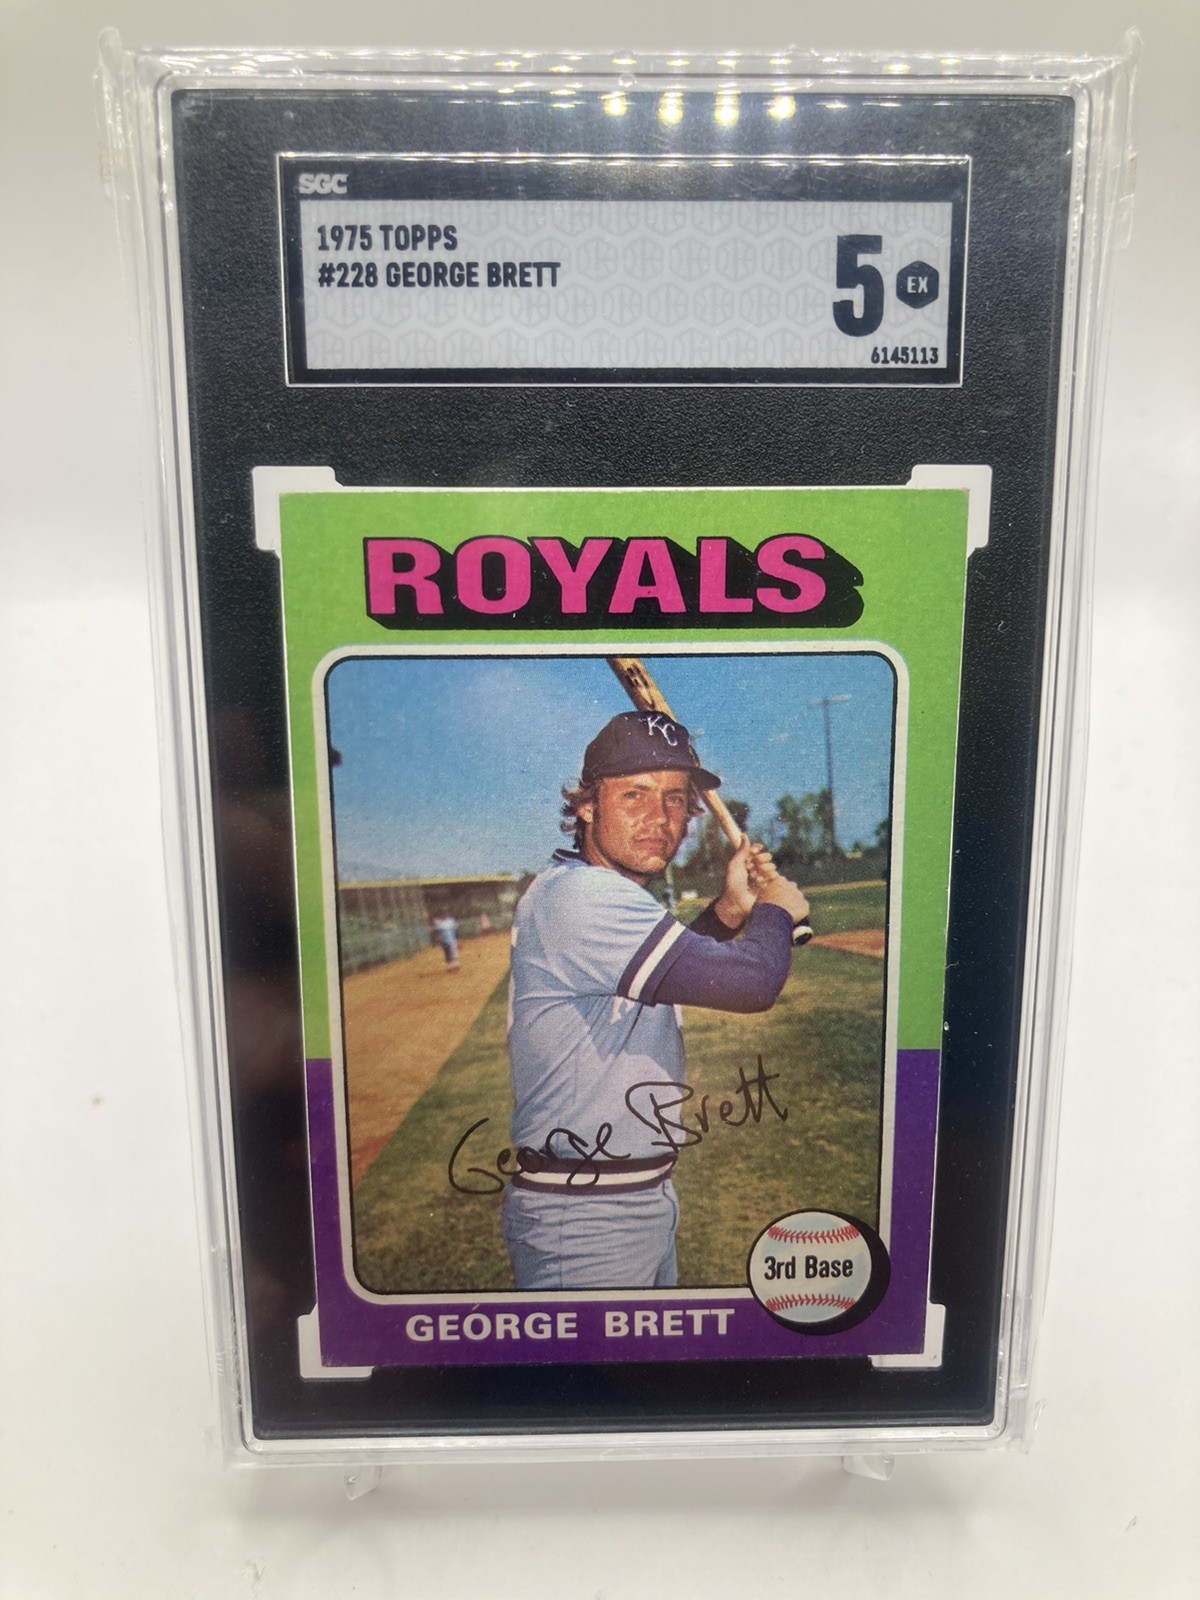 SGC
1975 TOPPS
#228 GEORGE BRETT
5 EX
6145113
ROYALS
KC
George Brett
3rd Base
GEORGE BRETT